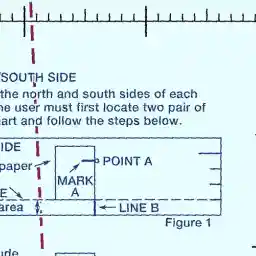 /SOUTH SIDE
the north and south sides of each
ne user must first locate two pair of
art and follow the steps below.
IDE
paper
POINT A
MARK
A
E
area
LINE B
Figure 1